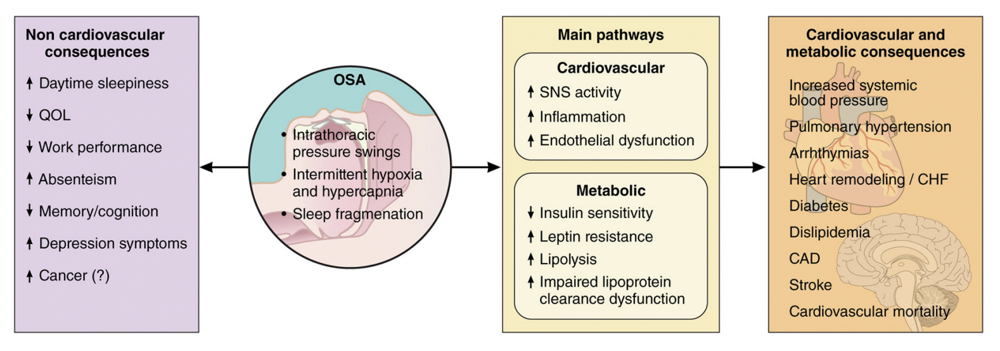 Non cardiovascular
consequences
↑ Daytime sleepiness
↓ QOL
↓ Work performance
↑ Absenteism
↓ Memory/cognition
↑ Depression symptoms
↑ Cancer (?)
OSA
• Intrathoracic
pressure swings
• Intermittent hypoxia
and hypercapnia
• Sleep fragmenation
Main pathways
Cardiovascular
↑ SNS activity
↑ Inflammation
↑ Endothelial dysfunction
Metabolic
↓ Insulin sensitivity
↑ Leptin resistance
↑ Lipolysis
↑ Impaired lipoprotein
clearance dysfunction
Cardiovascular and
metabolic consequences
Increased systemic
blood pressure
Pulmonary hypertension
Arrhthymias
Heart remodeling / CHF
Diabetes
Dislipidemia
CAD
Stroke
Cardiovascular mortality